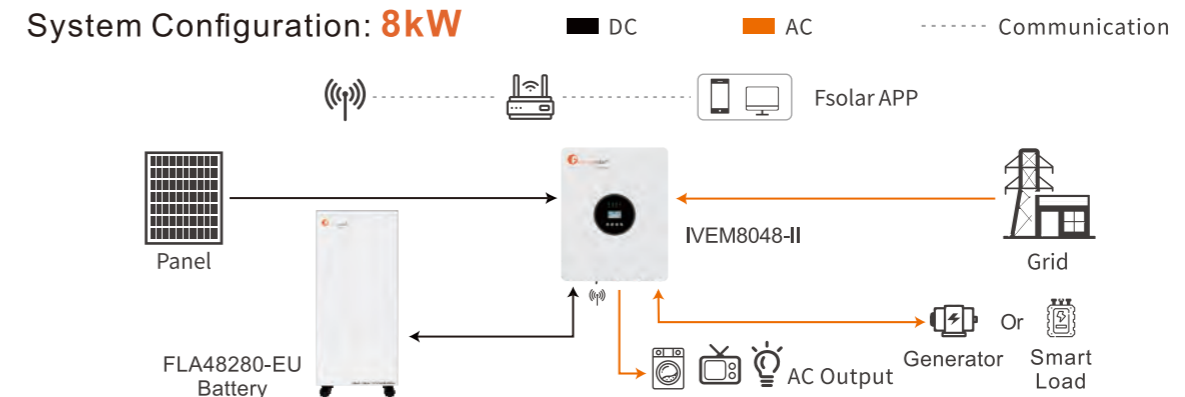 System Configuration: 8kW
DC
AC
Communication
Fsolar APP
IVEM8048-II
Panel
Grid
FLA48280-EU
Battery
AC Output
Generator
Or
Smart
Load